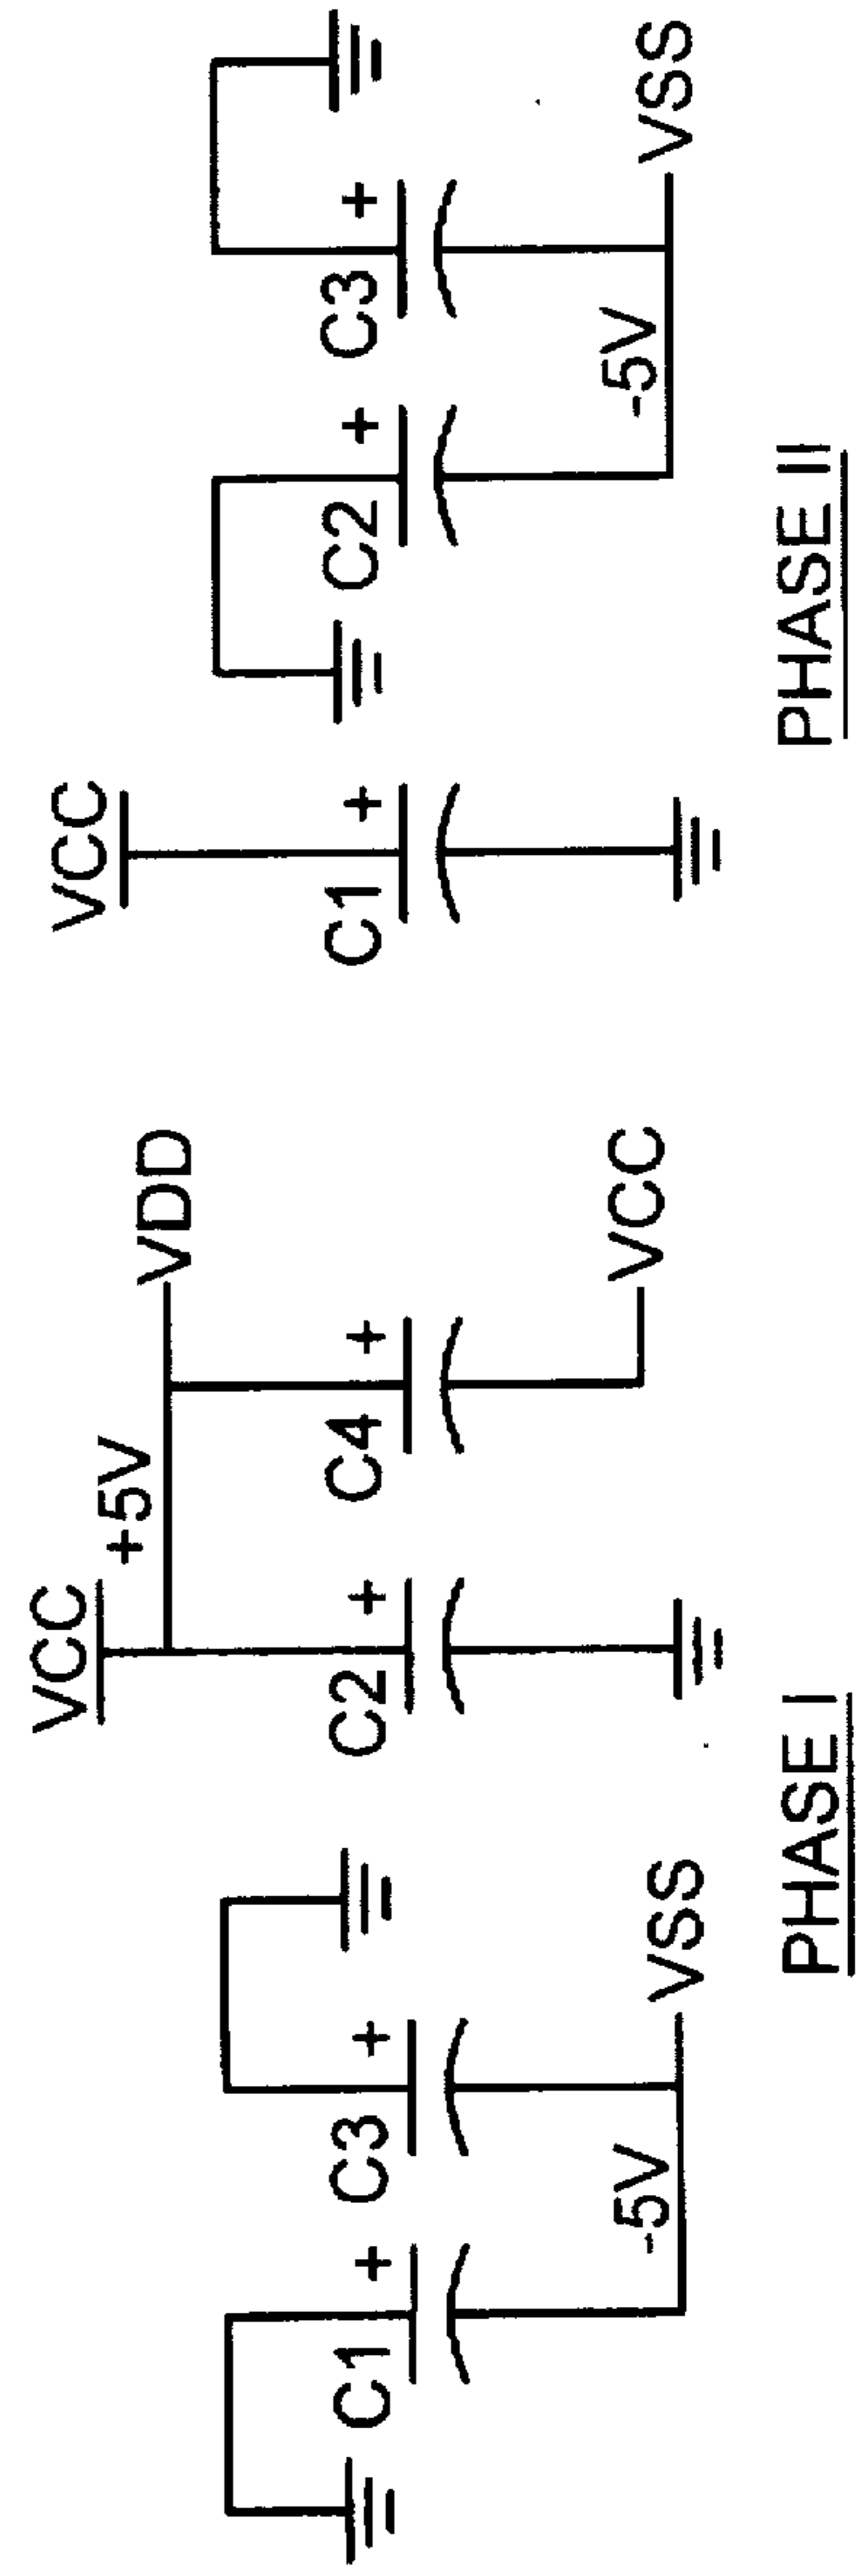 VCC
+5V
VDD
C1 +
C3 +
C2 +
C4 +
-5V
VSS
VCC
PHASE I
VCC
C1 +
C2 +
C3 +
-5V
VSS
PHASE II